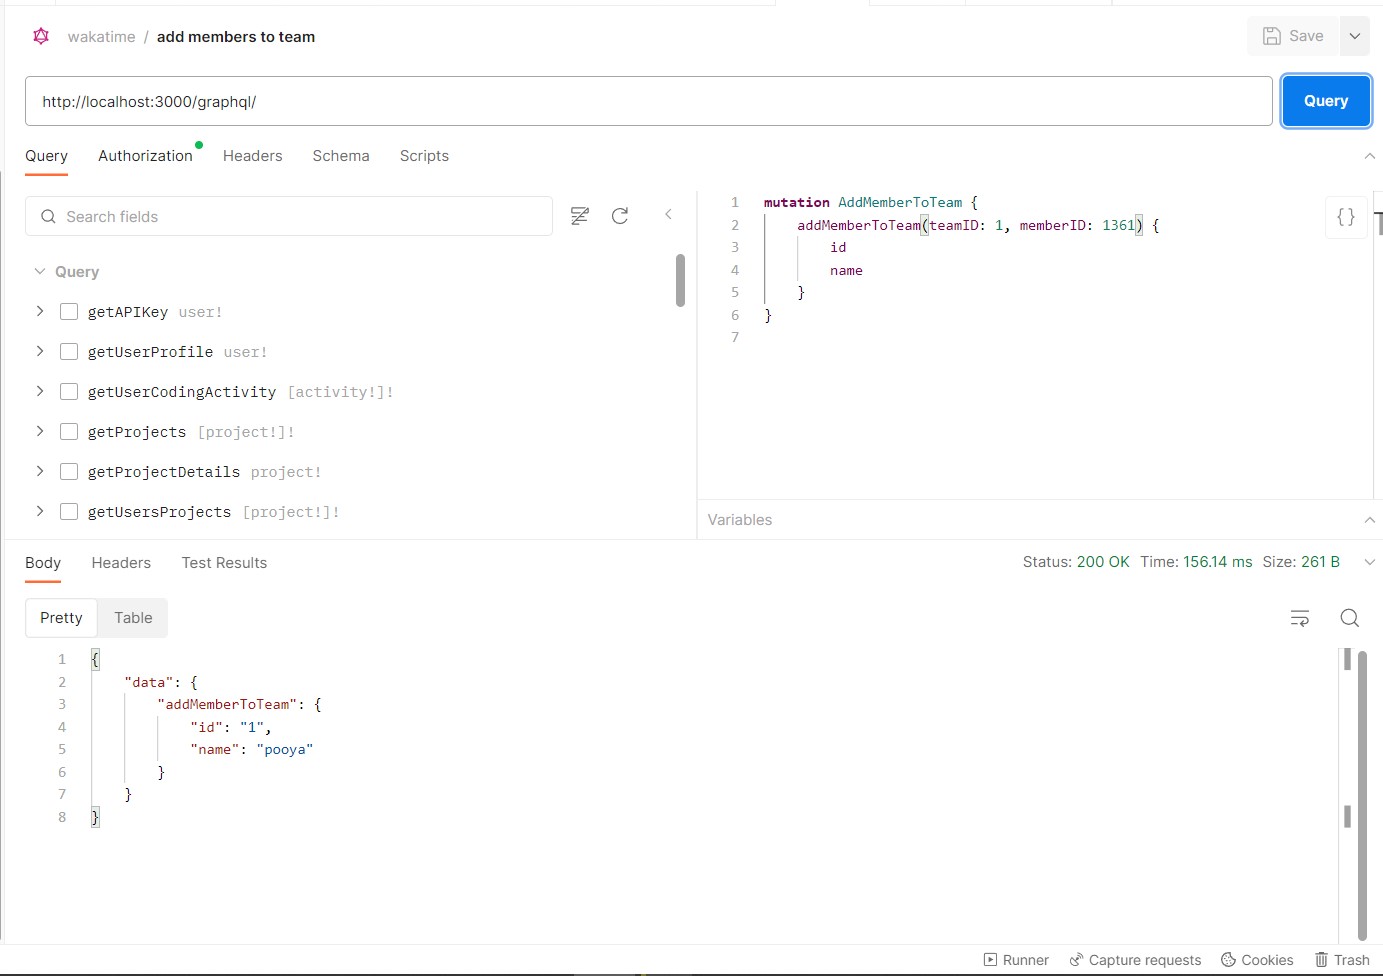 wakatime / add members to team
Save
http://localhost:3000/graphql/
Query
Query Authorization Headers Schema Scripts
Search fields
Query
getAPIKey user!
getUserProfile user!
getUserCodingActivity [activity!]!
getProjects [project!]!
getProjectDetails project!
getUsersProjects [project!]!
1 mutation AddMemberToTeam {
2 addMemberToTeam(teamID: 1, memberID: 1361) {
3 id
4 name
5 }
6 }
7
{}
Variables
Body Headers Test Results
Status: 200 OK Time: 156.14 ms Size: 261 B
Pretty Table
1 {
2 "data": {
3 "addMemberToTeam": {
4 "id": "1",
5 "name": "pooya"
6 }
7 }
8 }
Runner Capture requests Cookies Trash